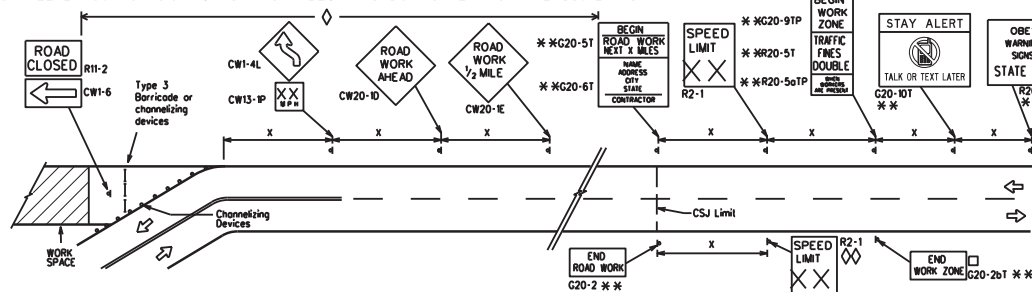 ROAD
CLOSED
R11-2
CW1-6
Type 3
Barricade or
channelizing
devices
CW1-4L
XX
MPH
CW13-1P
ROAD
WORK
AHEAD
CW20-1D
ROAD
WORK
1/2 MILE
CW20-1E
* *G20-5T
* *G20-6T
BEGIN
ROAD WORK
NEXT X MILES
NAME
ADDRESS
CITY
STATE
CONTRACTOR
SPEED
LIMIT
X X
R2-1
* *G20-9TP
* *R20-5T
* *R20-5aTP
BEGIN
WORK
ZONE
TRAFFIC
FINES
DOUBLE
WHEN
WORKERS
ARE PRESENT
STAY ALERT
TALK OR TEXT LATER
G20-10T
* *
OBE
WARNI
SIGNS
STATE
R20
*
X X X X X X X
Channelizing
Devices
WORK
SPACE
CSJ Limit
END
ROAD WORK
G20-2 * *
X
SPEED
LIMIT
X X
R2-1
END
WORK ZONE
G20-2bT * *